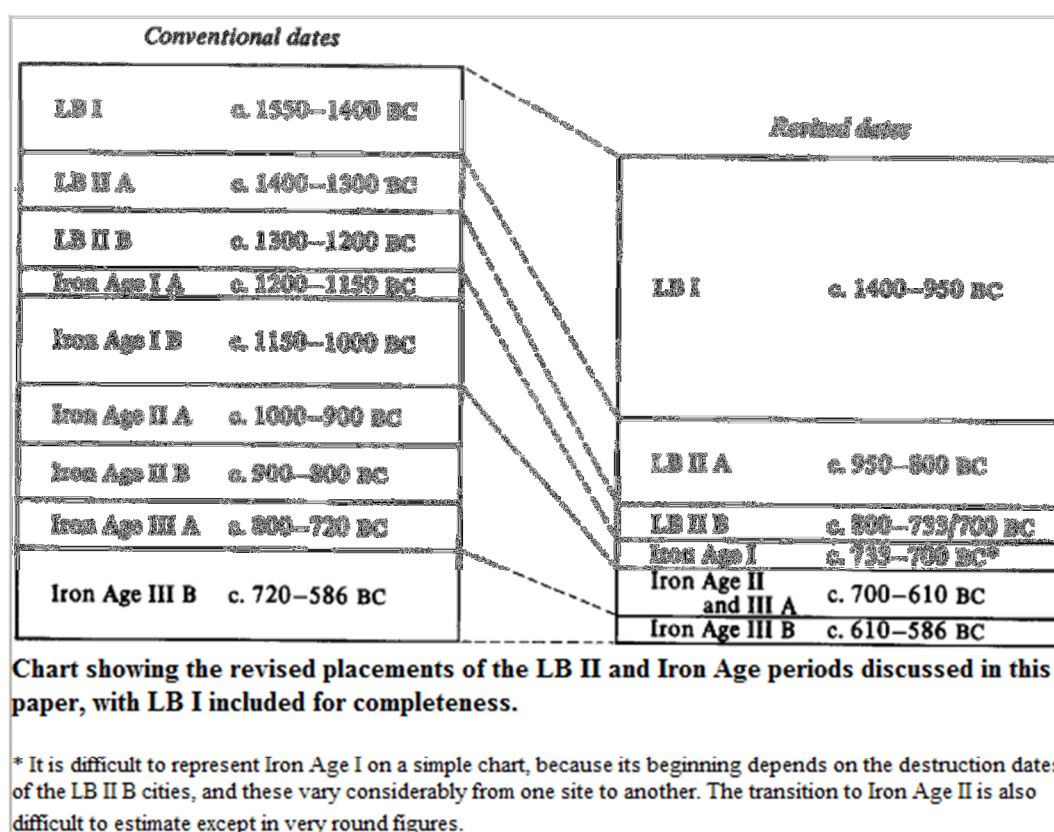 Conventional dates
LB I c. 1550–1400 BC
LB II A c. 1400–1300 BC
LB II B c. 1300–1200 BC
Iron Age I A c. 1200–1150 BC
Iron Age I B c. 1150–1000 BC
Iron Age II A c. 1000–900 BC
Iron Age II B c. 900–800 BC
Iron Age III A c. 800–720 BC
Iron Age III B c. 720–586 BC
Revised dates
LB I c. 1400–950 BC
LB II A c. 950–800 BC
LB II B c. 800–733/700 BC
Iron Age I c. 733–700 BC*
Iron Age II
and III A c. 700–610 BC
Iron Age III B c. 610–586 BC
Chart showing the revised placements of the LB II and Iron Age periods discussed in this
paper, with LB I included for completeness.
* It is difficult to represent Iron Age I on a simple chart, because its beginning depends on the destruction dates
of the LB II B cities, and these vary considerably from one site to another. The transition to Iron Age II is also
difficult to estimate except in very round figures.